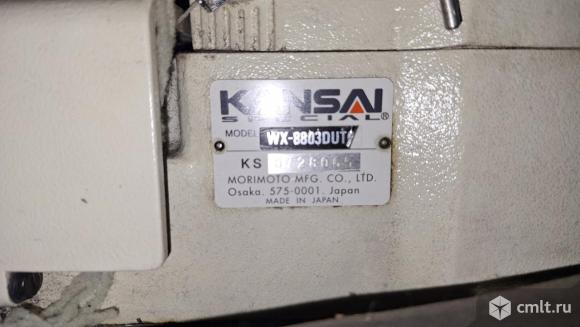 KANSAI
SPECIAL®
MODEL WX-8803DUT
KS
MORIMOTO MFG. CO., LTD.
Osaka. 575-0001. Japan
MADE IN JAPAN
cmlt.ru